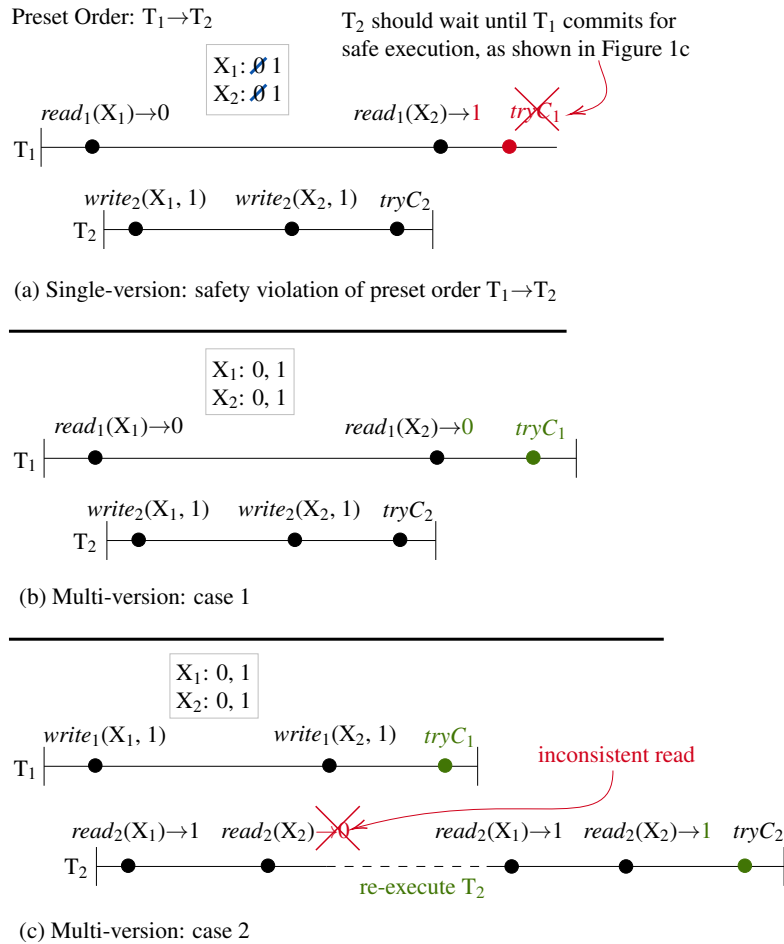 Preset Order: T₁→T₂
T₂ should wait until T₁ commits for
safe execution, as shown in Figure 1c
X₁: 0 1
X₂: 0 1
read₁(X₁)→0 read₁(X₂)→1 tryC₁
T₁
write₂(X₁, 1) write₂(X₂, 1) tryC₂
T₂
(a) Single-version: safety violation of preset order T₁→T₂
X₁: 0, 1
X₂: 0, 1
read₁(X₁)→0 read₁(X₂)→0 tryC₁
T₁
write₂(X₁, 1) write₂(X₂, 1) tryC₂
T₂
(b) Multi-version: case 1
X₁: 0, 1
X₂: 0, 1
write₁(X₁, 1) write₁(X₂, 1) tryC₁
T₁
inconsistent read
read₂(X₁)→1 read₂(X₂)→0 read₂(X₁)→1 read₂(X₂)→1 tryC₂
T₂
re-execute T₂
(c) Multi-version: case 2